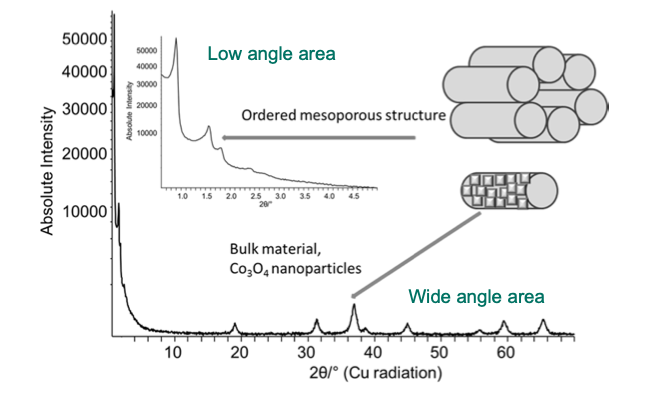 Low angle area
Absolute Intensity
50000
40000
30000
20000
10000
1.0 1.5 2.0 2.5 3.0 3.5 4.0 4.5
2θ/°
Ordered mesoporous structure
Absolute Intensity
50000
40000
30000
20000
10000
Bulk material,
Co₃O₄ nanoparticles
Wide angle area
10 20 30 40 50 60
2θ/° (Cu radiation)